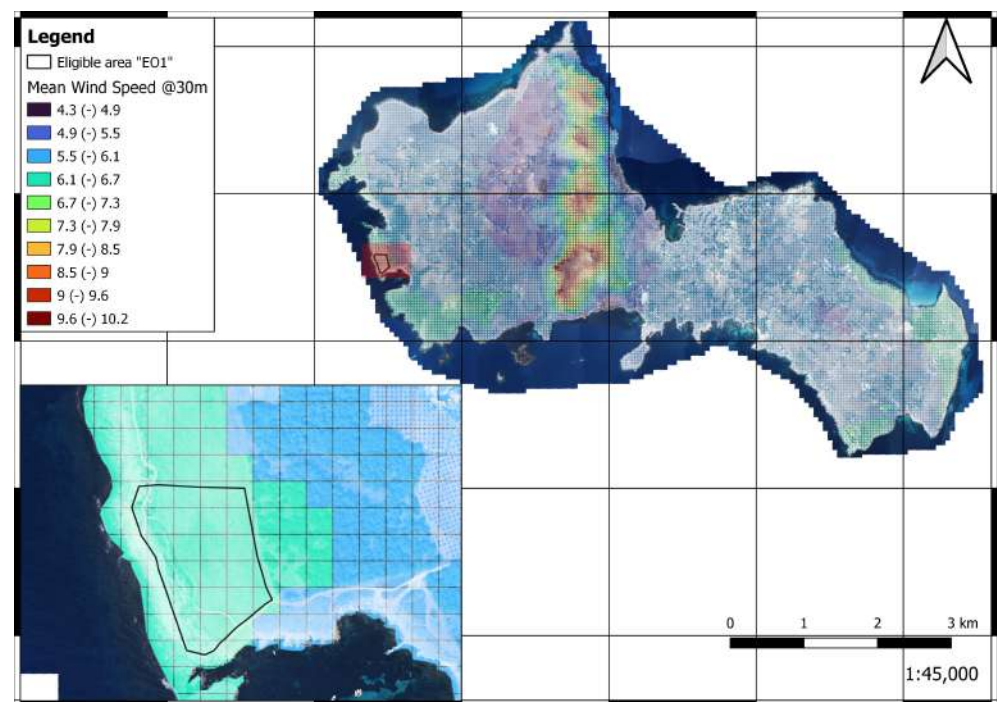 Legend
Eligible area "EO1"
Mean Wind Speed @30m
4.3 (-) 4.9
4.9 (-) 5.5
5.5 (-) 6.1
6.1 (-) 6.7
6.7 (-) 7.3
7.3 (-) 7.9
7.9 (-) 8.5
8.5 (-) 9
9 (-) 9.6
9.6 (-) 10.2
0 1 2 3 km
1:45,000